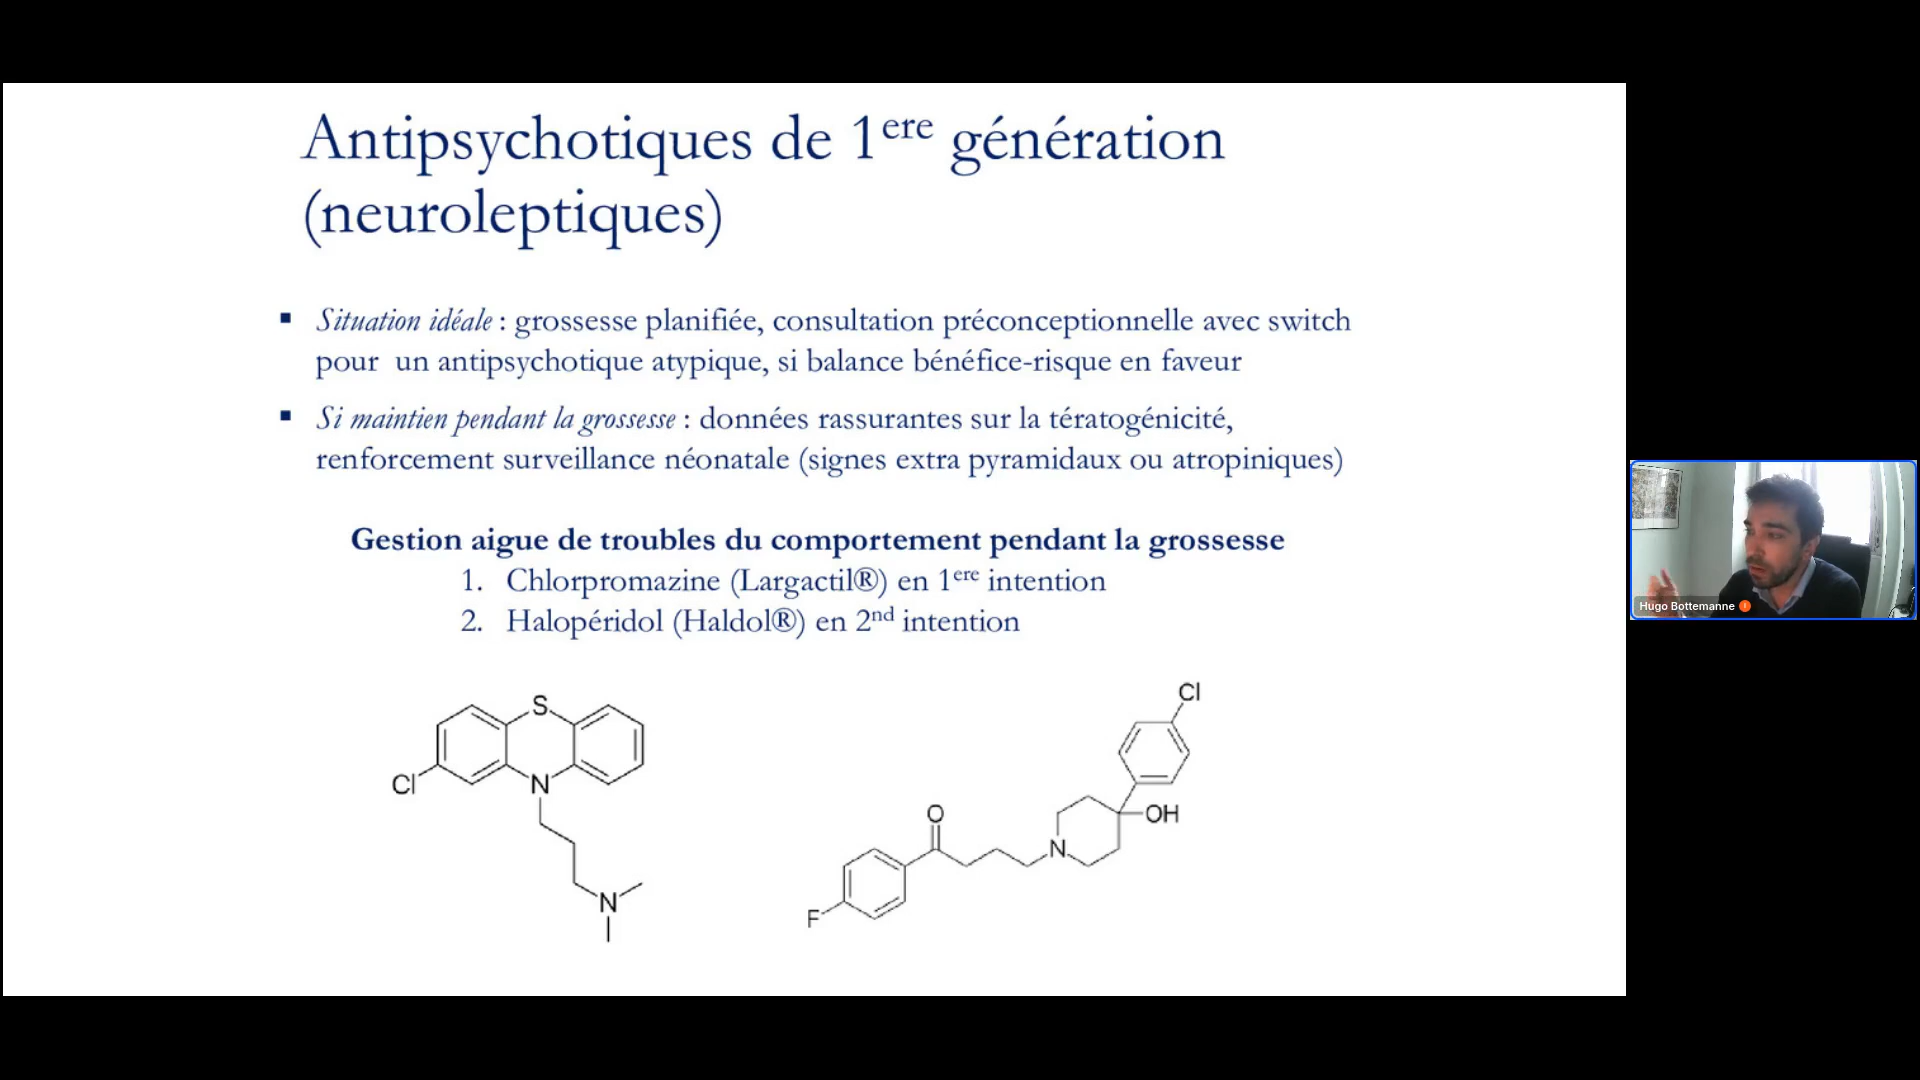 Antipsychotiques de 1ere génération
(neuroleptiques)
▪ Situation idéale : grossesse planifiée, consultation préconceptionnelle avec switch
pour un antipsychotique atypique, si balance bénéfice-risque en faveur
▪ Si maintien pendant la grossesse : données rassurantes sur la tératogénicité,
renforcement surveillance néonatale (signes extra pyramidaux ou atropiniques)
Gestion aigue de troubles du comportement pendant la grossesse
1. Chlorpromazine (Largactil®) en 1ere intention
2. Halopéridol (Haldol®) en 2nd intention
S
Cl
N
N
Cl
O
OH
N
F
Hugo Bottemanne